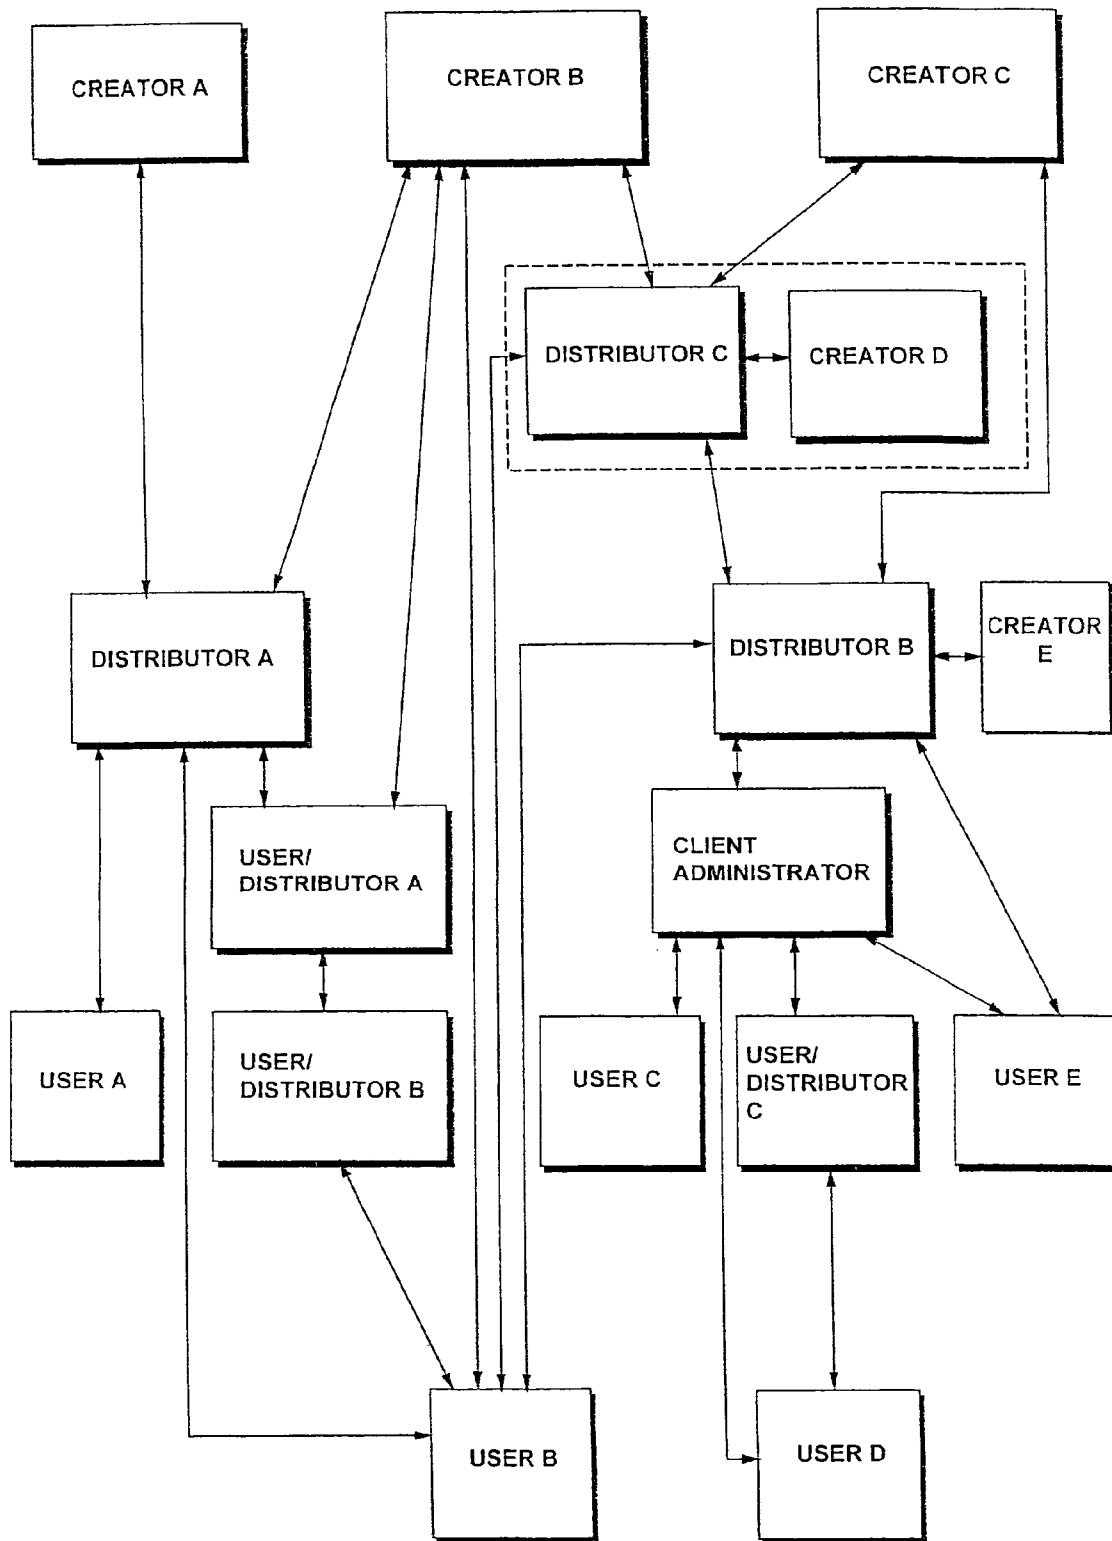 CREATOR A
CREATOR B
CREATOR C
DISTRIBUTOR C
CREATOR D
DISTRIBUTOR A
DISTRIBUTOR B
CREATOR
E
USER/
DISTRIBUTOR A
CLIENT
ADMINISTRATOR
USER A
USER/
DISTRIBUTOR B
USER C
USER/
DISTRIBUTOR
C
USER E
USER B
USER D